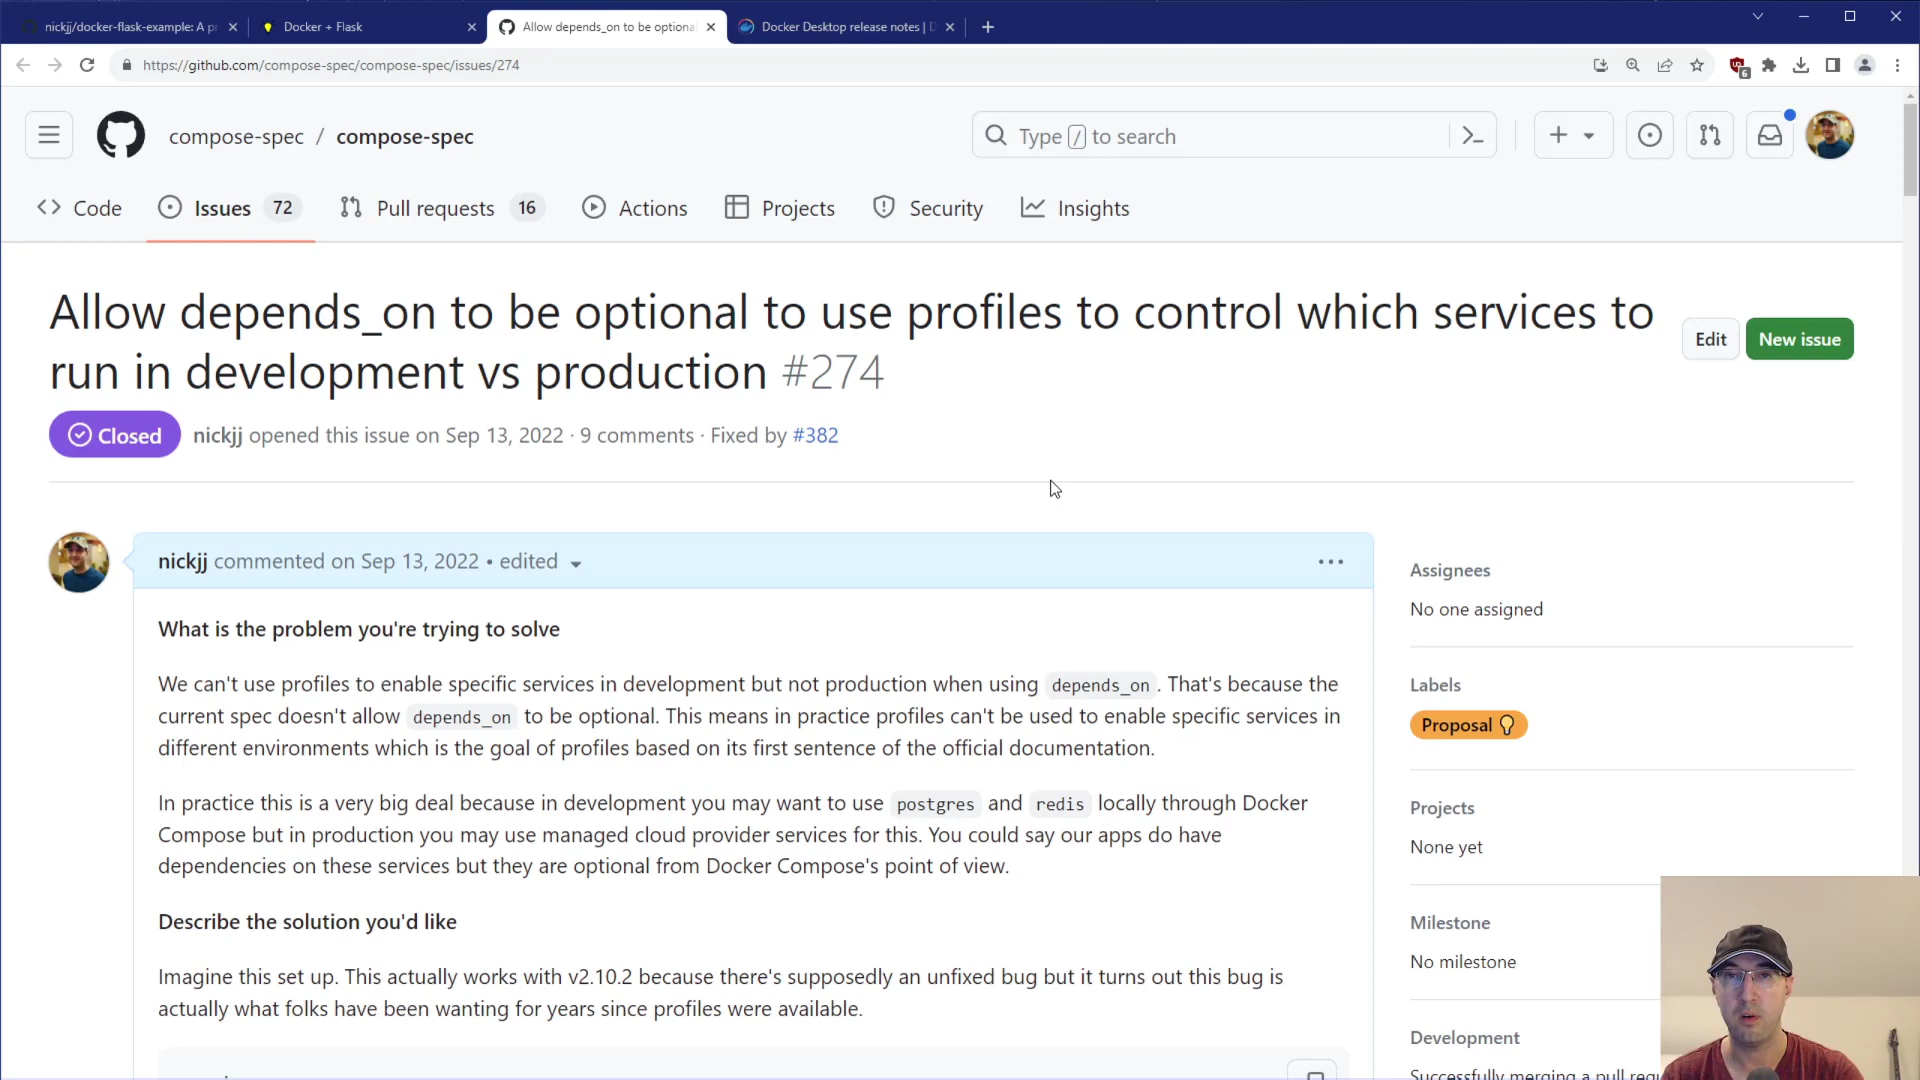 nickjj/docker-flask-example: A pr
Docker + Flask
Allow depends_on to be optional
Docker Desktop release notes | D
https://github.com/compose-spec/compose-spec/issues/274
6
compose-spec / compose-spec
Type / to search
Code
Issues 72
Pull requests 16
Actions
Projects
Security
Insights
Allow depends_on to be optional to use profiles to control which services to
run in development vs production #274
Edit
New issue
Closed
nickjj opened this issue on Sep 13, 2022 · 9 comments · Fixed by #382
nickjj commented on Sep 13, 2022 • edited
What is the problem you're trying to solve
We can't use profiles to enable specific services in development but not production when using depends_on. That's because the
current spec doesn't allow depends_on to be optional. This means in practice profiles can't be used to enable specific services in
different environments which is the goal of profiles based on its first sentence of the official documentation.
In practice this is a very big deal because in development you may want to use postgres and redis locally through Docker
Compose but in production you may use managed cloud provider services for this. You could say our apps do have
dependencies on these services but they are optional from Docker Compose's point of view.
Describe the solution you'd like
Imagine this set up. This actually works with v2.10.2 because there's supposedly an unfixed bug but it turns out this bug is
actually what folks have been wanting for years since profiles were available.
Assignees
No one assigned
Labels
Proposal
Projects
None yet
Milestone
No milestone
Development
Successfully merging a pull requ